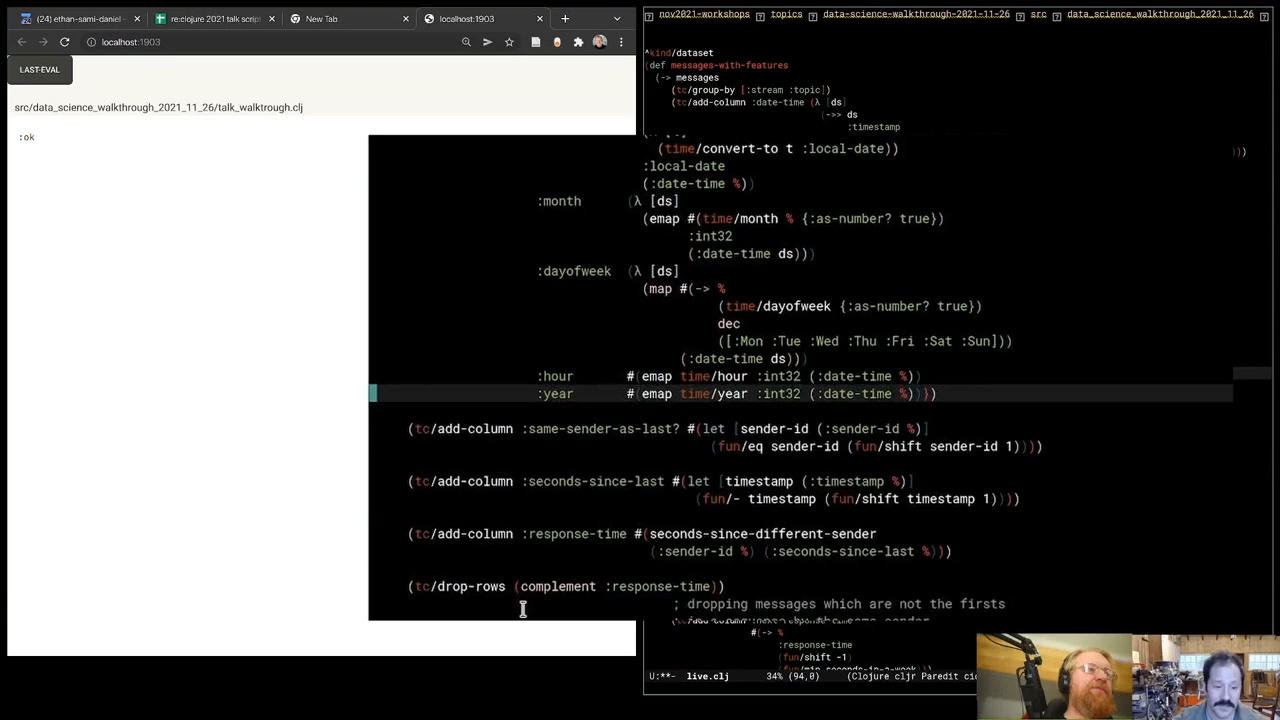 (24) ethan-sami-daniel -
re:clojure 2021 talk script
New Tab
localhost:1903
localhost:1903
LAST-EVAL
src/data_science_walkthrough_2021_11_26/talk_walktrough.clj
:ok
nov2021-workshops
topics
data-science-walkthrough-2021-11-26
src
data_science_walkthrough_2021_11_26
^kind/dataset
(def messages-with-features
(-> messages
(tc/group-by [:stream :topic])
(tc/add-column :date-time (λ [ds]
(->> ds
:timestamp
)))
(time/convert-to t :local-date))
:local-date
(:date-time %))
:month (λ [ds]
(emap #(time/month % {:as-number? true})
:int32
(:date-time ds)))
:dayofweek (λ [ds]
(map #(-> %
(time/dayofweek {:as-number? true})
dec
([:Mon :Tue :Wed :Thu :Fri :Sat :Sun]))
(:date-time ds)))
:hour #(emap time/hour :int32 (:date-time %))
:year #(emap time/year :int32 (:date-time %))})
(tc/add-column :same-sender-as-last? #(let [sender-id (:sender-id %)]
(fun/eq sender-id (fun/shift sender-id 1))))
(tc/add-column :seconds-since-last #(let [timestamp (:timestamp %)]
(fun/- timestamp (fun/shift timestamp 1))))
(tc/add-column :response-time #(seconds-since-different-sender
(:sender-id %) (:seconds-since-last %)))
(tc/drop-rows (complement :response-time))
; dropping messages which are not the firsts
#(-> %
:response-time
(fun/shift -1)
(fun/min seconds-in-a-week)))
U:**- live.clj 34% (94,0) (Clojure cljr Paredit cid